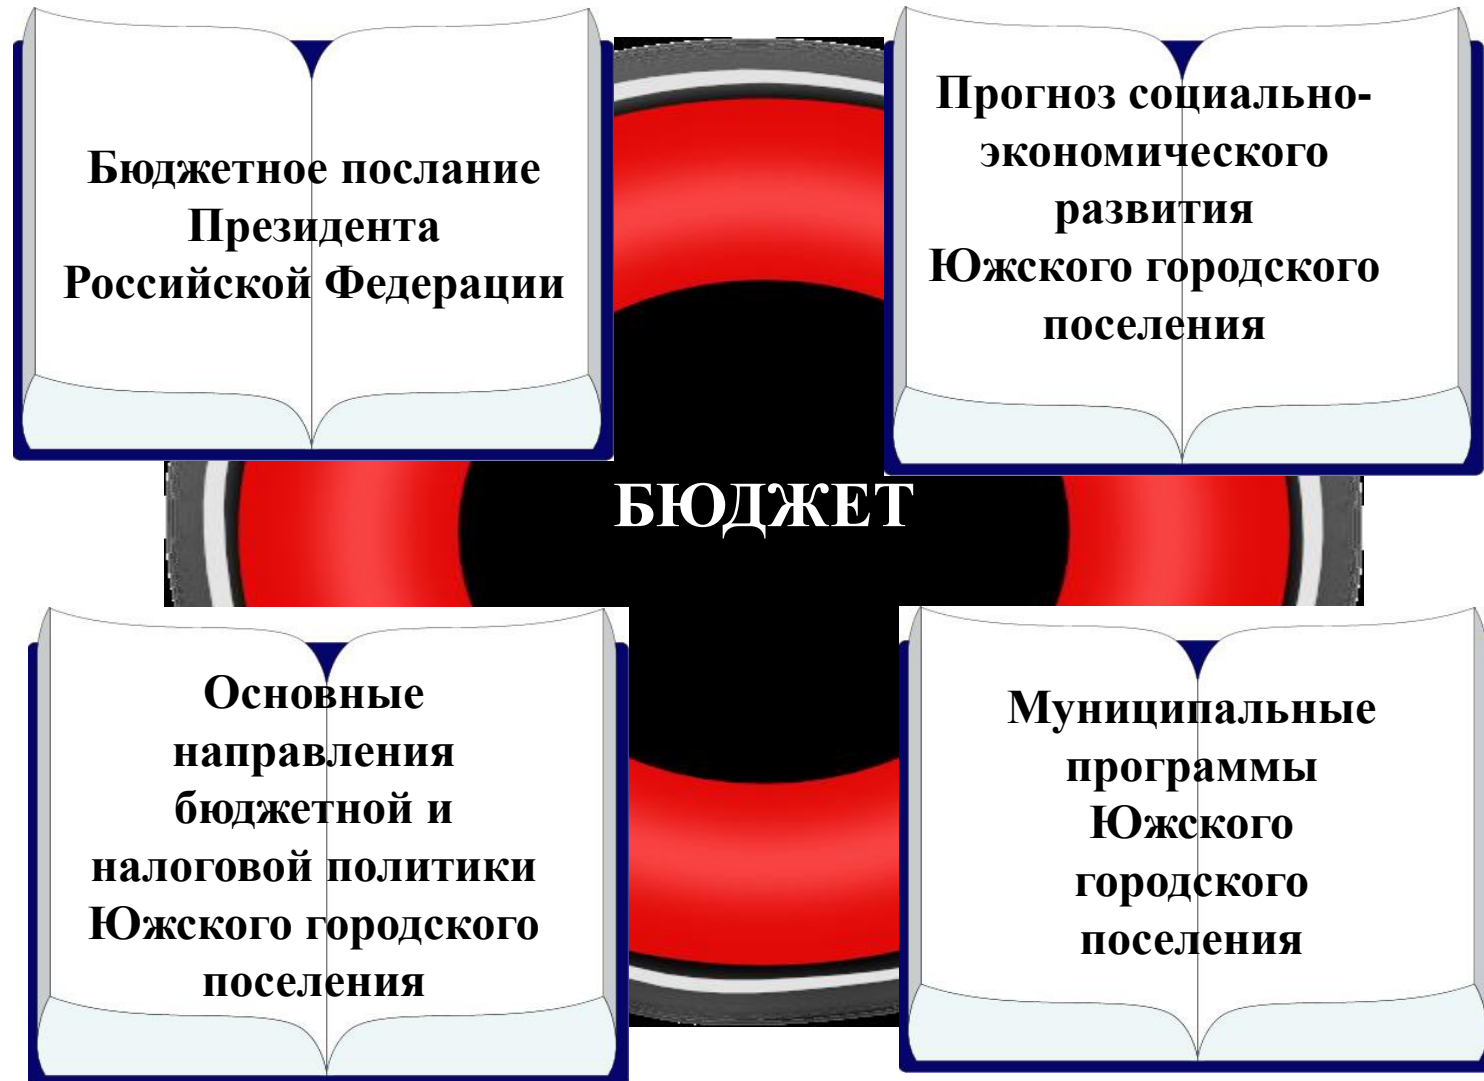 Бюджетное послание
Президента
Российской Федерации
Прогноз социально-
экономического
развития
Южского городского
поселения
БЮДЖЕТ
Основные
направления
бюджетной и
налоговой политики
Южского городского
поселения
Муниципальные
программы
Южского
городского
поселения